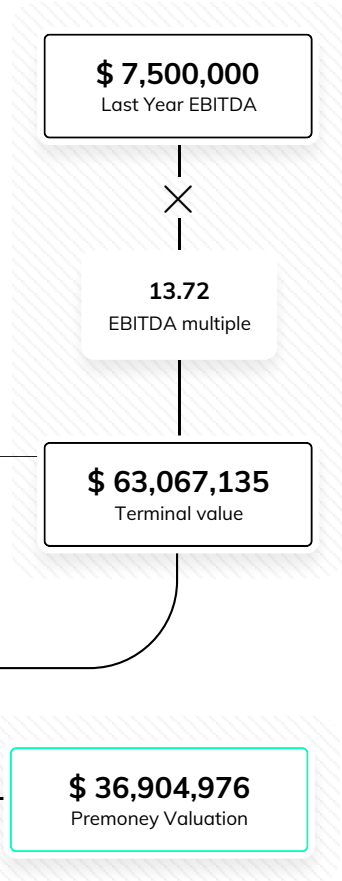 $ 7,500,000
Last Year EBITDA
13.72
EBITDA multiple
$ 63,067,135
Terminal value
$ 36,904,976
Premoney Valuation